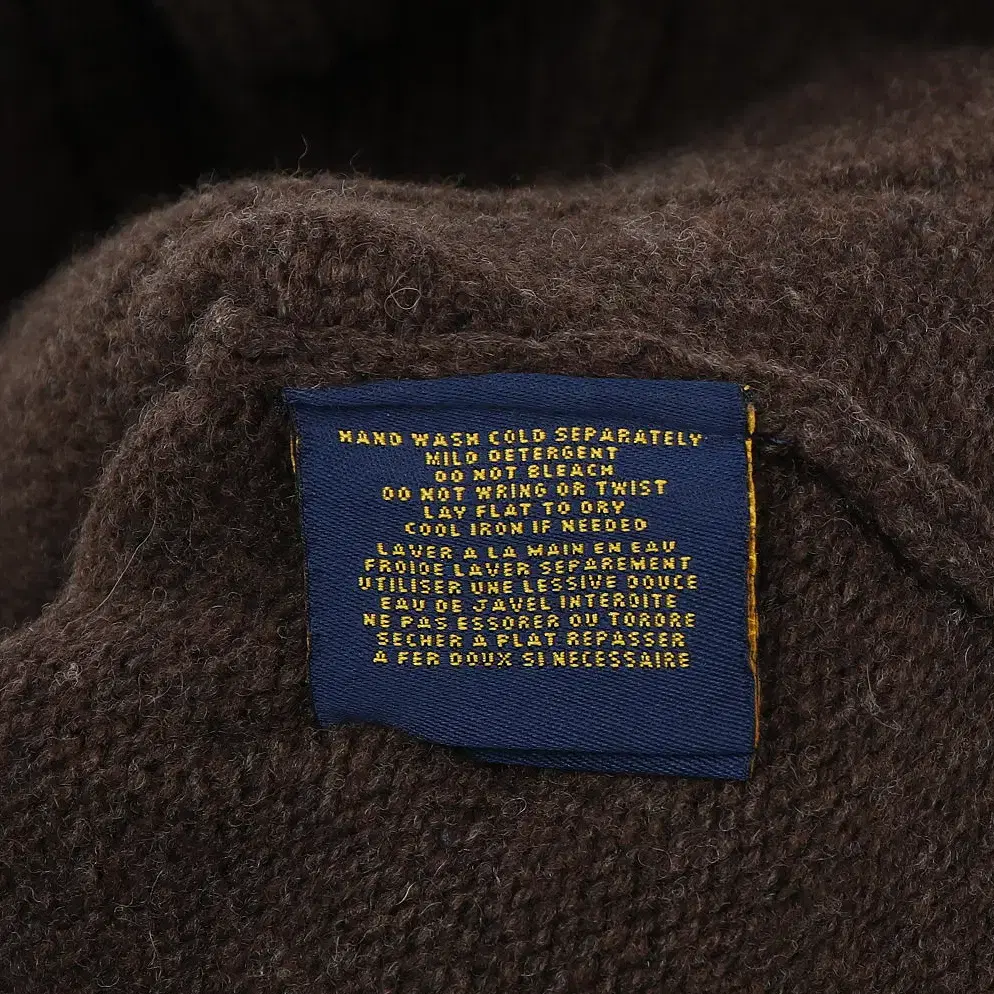 HAND WASH COLD SEPARATELY
MILD DETERGENT
DO NOT BLEACH
DO NOT WRING OR TWIST
LAY FLAT TO DRY
COOL IRON IF NEEDED
LAVER A LA MAIN EN EAU
FROIDE LAVER SEPAREMENT
UTILISER UNE LESSIVE DOUCE
EAU DE JAVEL INTERDITE
NE PAS ESSORER OU TORDRE
SECHER A PLAT REPASSER
A FER DOUX SI NECESSAIRE